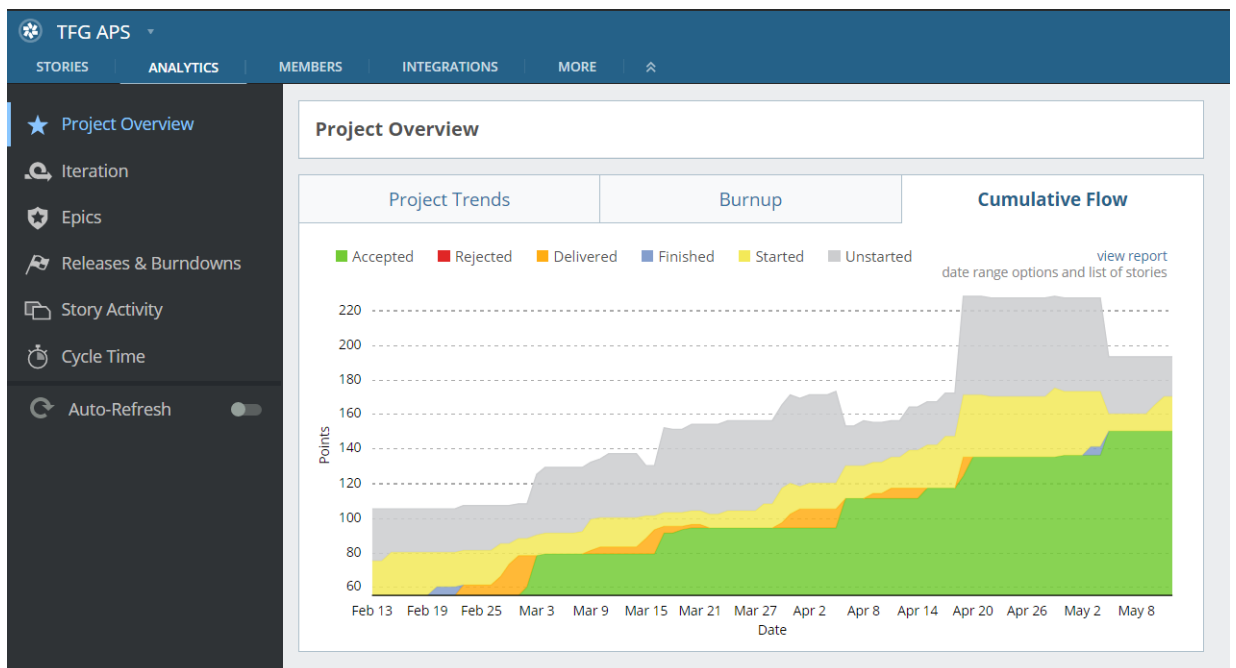 TFG APS
STORIES ANALYTICS MEMBERS INTEGRATIONS MORE
Project Overview
Iteration
Epics
Releases & Burndowns
Story Activity
Cycle Time
Auto-Refresh
Project Overview
Project Trends Burnup Cumulative Flow
Accepted Rejected Delivered Finished Started Unstarted
view report
date range options and list of stories
220
200
180
160
140
120
100
80
60
Points
Feb 13 Feb 19 Feb 25 Mar 3 Mar 9 Mar 15 Mar 21 Mar 27 Apr 2 Apr 8 Apr 14 Apr 20 Apr 26 May 2 May 8
Date